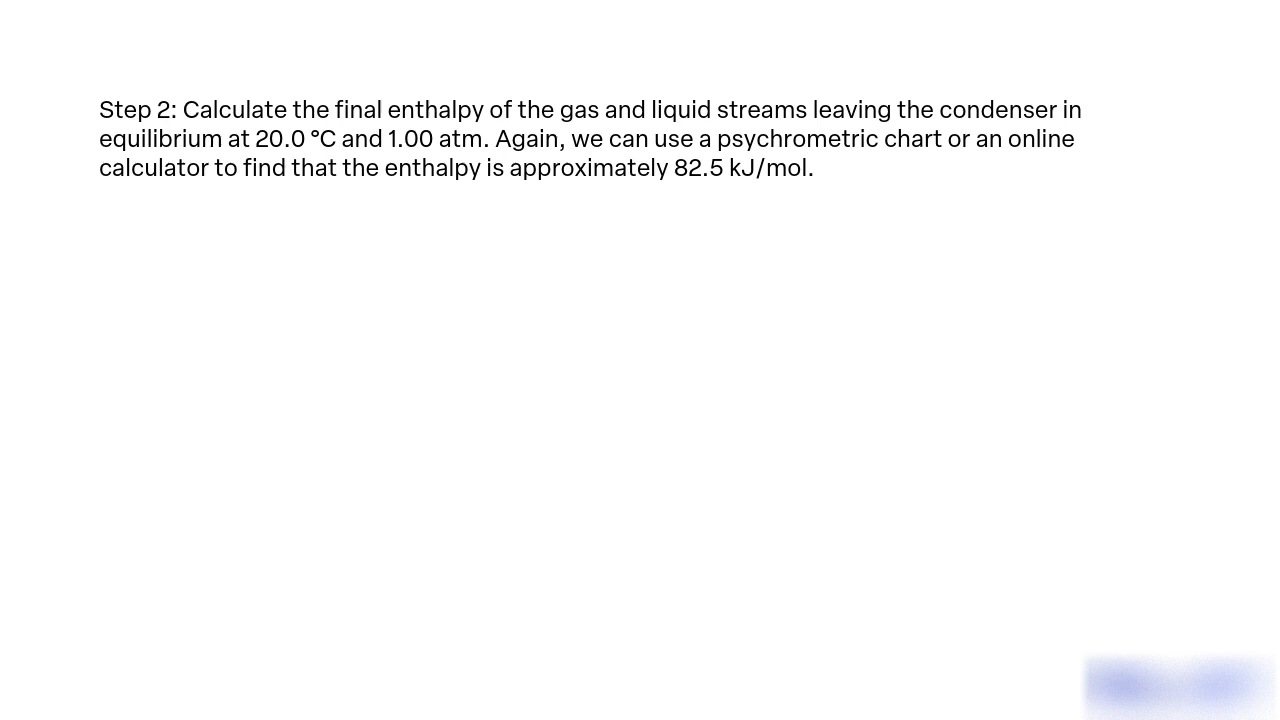 Step 2: Calculate the final enthalpy of the gas and liquid streams leaving the condenser in
equilibrium at 20.0 °C and 1.00 atm. Again, we can use a psychrometric chart or an online
calculator to find that the enthalpy is approximately 82.5 kJ/mol.